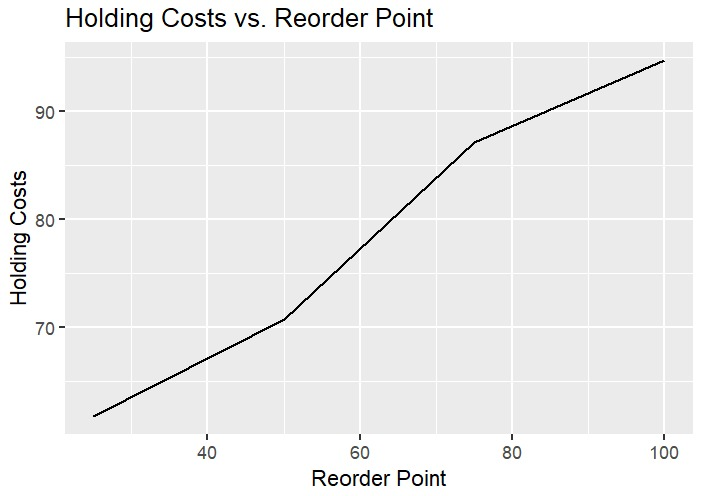 Holding Costs vs. Reorder Point
90
80
70
Holding Costs
40 60 80 100
Reorder Point